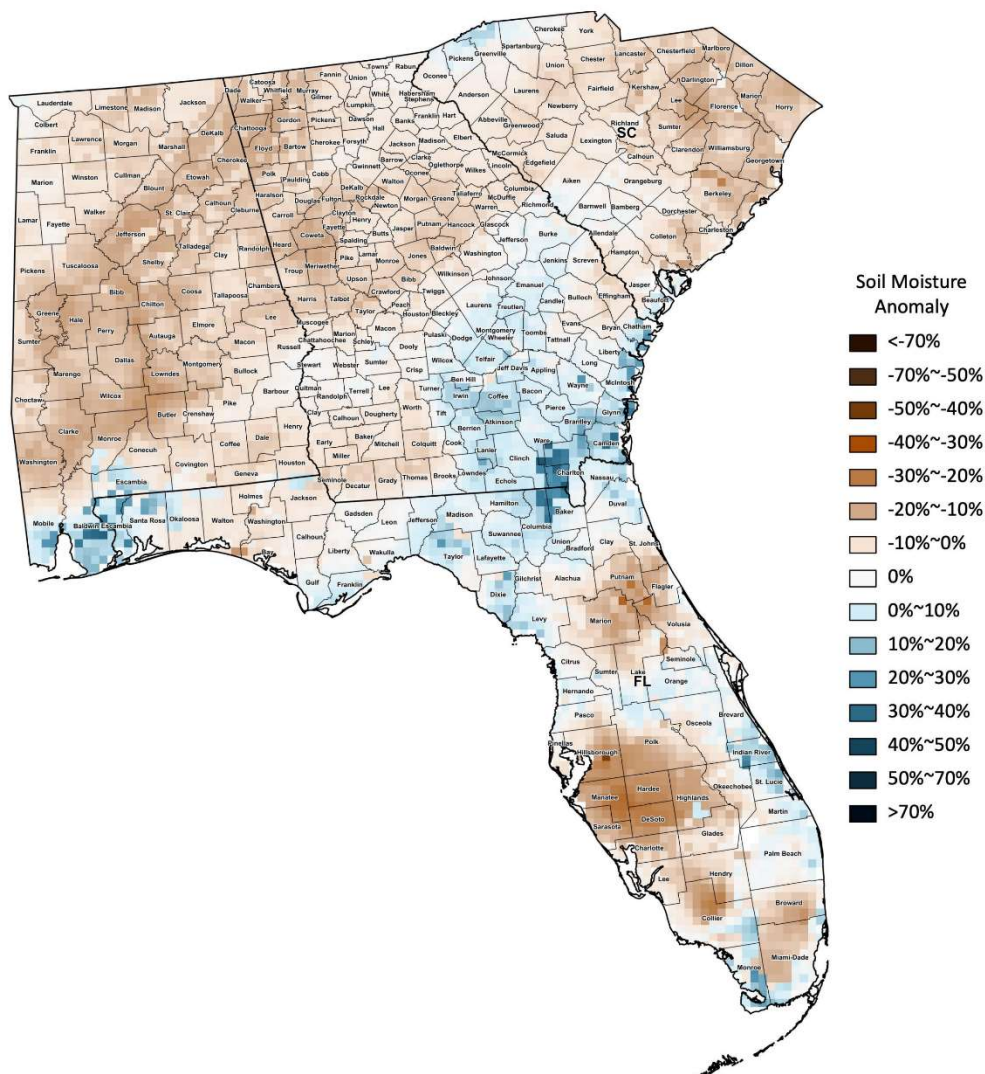 Soil Moisture
Anomaly
<-70%
-70%~-50%
-50%~-40%
-40%~-30%
-30%~-20%
-20%~-10%
-10%~0%
0%
0%~10%
10%~20%
20%~30%
30%~40%
40%~50%
50%~70%
>70%
SC
FL
Lauderdale
Limestone
Madison
Jackson
Colbert
Lawrence
Morgan
Marshall
DeKalb
Franklin
Cherokee
Marion
Winston
Cullman
Blount
Etowah
Calhoun
Cleburne
Lamar
Fayette
Walker
St. Clair
Jefferson
Talladega
Pickens
Tuscaloosa
Shelby
Clay
Randolph
Bibb
Chilton
Coosa
Tallapoosa
Chambers
Greene
Hale
Perry
Autauga
Elmore
Lee
Sumter
Macon
Russell
Marengo
Dallas
Lowndes
Montgomery
Bullock
Choctaw
Wilcox
Butler
Crenshaw
Pike
Barbour
Clarke
Monroe
Conecuh
Coffee
Dale
Henry
Washington
Covington
Geneva
Houston
Escambia
Mobile
Baldwin
Catoosa
Dade
Walker
Whitfield
Murray
Fannin
Union
Towns
Rabun
Gilmer
White
Habersham
Stephens
Lumpkin
Chattooga
Gordon
Pickens
Dawson
Banks
Franklin
Hart
Hall
Floyd
Bartow
Cherokee
Forsyth
Jackson
Madison
Elbert
Polk
Paulding
Cobb
Gwinnett
Barrow
Clarke
Oglethorpe
Wilkes
Lincoln
Oconee
Haralson
Douglas
Fulton
DeKalb
Rockdale
Newton
Walton
Morgan
Greene
Taliaferro
McDuffie
Columbia
Richmond
Warren
Carroll
Clayton
Henry
Fayette
Coweta
Spalding
Butts
Jasper
Putnam
Hancock
Glascock
Heard
Troup
Meriwether
Pike
Lamar
Monroe
Jones
Baldwin
Washington
Jefferson
Burke
Upson
Bibb
Wilkinson
Harris
Talbot
Crawford
Twiggs
Johnson
Emanuel
Jenkins
Screven
Taylor
Peach
Houston
Bleckley
Laurens
Treutlen
Candler
Bulloch
Effingham
Muscogee
Marion
Macon
Chattahoochee
Schley
Dooly
Pulaski
Dodge
Montgomery
Wheeler
Toombs
Tattnall
Evans
Bryan
Chatham
Stewart
Webster
Sumter
Crisp
Wilcox
Telfair
Jeff Davis
Appling
Long
Liberty
Quitman
Randolph
Terrell
Lee
Turner
Ben Hill
Irwin
Coffee
Bacon
Wayne
McIntosh
Clay
Calhoun
Dougherty
Worth
Tift
Atkinson
Pierce
Brantley
Glynn
Early
Baker
Mitchell
Colquitt
Cook
Berrien
Lanier
Ware
Camden
Miller
Clinch
Charlton
Seminole
Decatur
Grady
Thomas
Brooks
Lowndes
Echols
Cherokee
York
Spartanburg
Greenville
Pickens
Oconee
Union
Chester
Lancaster
Chesterfield
Marlboro
Dillon
Anderson
Laurens
Fairfield
Kershaw
Darlington
Lee
Florence
Marion
Horry
Newberry
Abbeville
Greenwood
Richland
Sumter
Saluda
McCormick
Lexington
Clarendon
Williamsburg
Edgefield
Calhoun
Georgetown
Aiken
Orangeburg
Berkeley
Barnwell
Bamberg
Dorchester
Charleston
Allendale
Colleton
Hampton
Jasper
Beaufort
Escambia
Santa Rosa
Okaloosa
Walton
Holmes
Jackson
Washington
Bay
Calhoun
Gadsden
Leon
Liberty
Wakulla
Gulf
Franklin
Jefferson
Madison
Taylor
Hamilton
Suwannee
Lafayette
Columbia
Baker
Nassau
Duval
Union
Bradford
Clay
St. Johns
Dixie
Gilchrist
Alachua
Putnam
Flagler
Levy
Marion
Volusia
Citrus
Sumter
Lake
Seminole
Orange
Hernando
Pasco
Osceola
Brevard
Pinellas
Hillsborough
Polk
Indian River
Manatee
Hardee
Highlands
Okeechobee
St. Lucie
Sarasota
DeSoto
Glades
Martin
Charlotte
Lee
Hendry
Palm Beach
Collier
Broward
Monroe
Miami-Dade